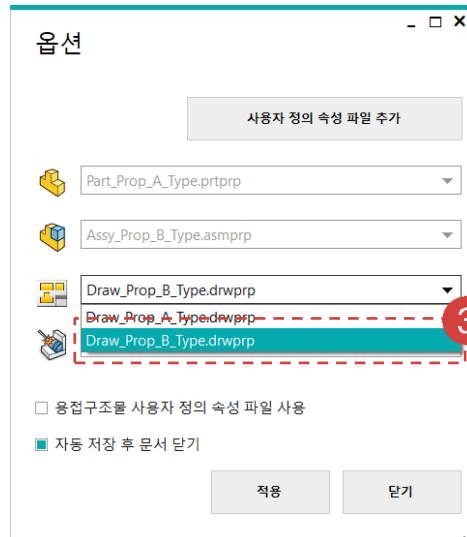 옵션
사용자 정의 속성 파일 추가
Part_Prop_A_Type.prtprp
Assy_Prop_B_Type.asmprp
Draw_Prop_B_Type.drwprp
Draw_Prop_A_Type.drwprp
Draw_Prop_B_Type.drwprp
3
용접구조물 사용자 정의 속성 파일 사용
자동 저장 후 문서 닫기
적용
닫기